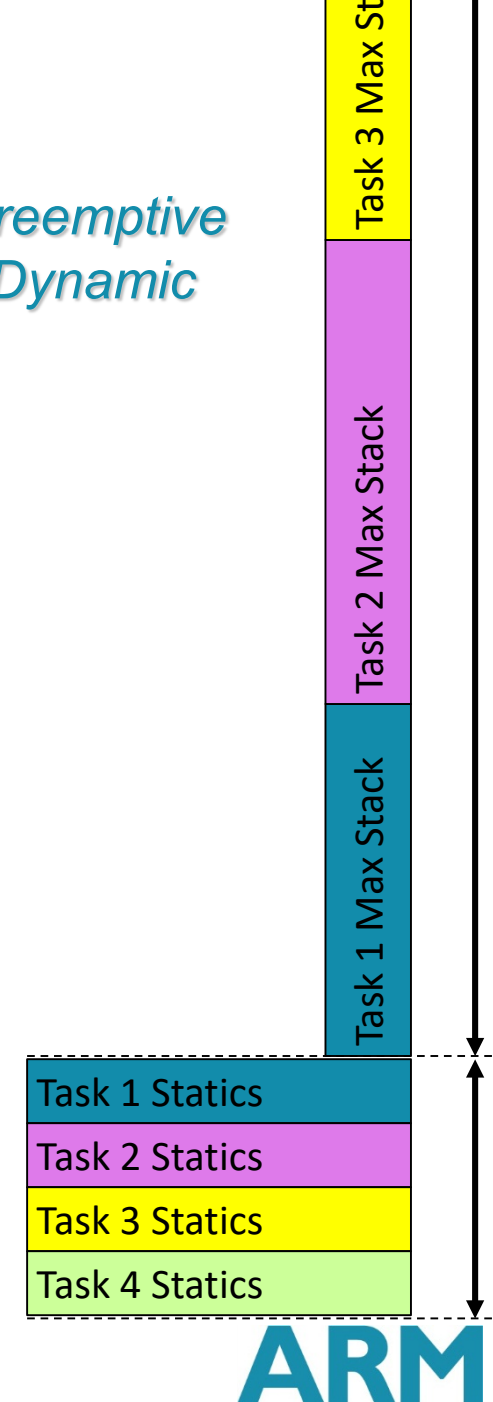 Task 3 Max St
reemptive
Dynamic
Task 2 Max Stack
Task 1 Max Stack
Task 1 Statics
Task 2 Statics
Task 3 Statics
Task 4 Statics
ARM